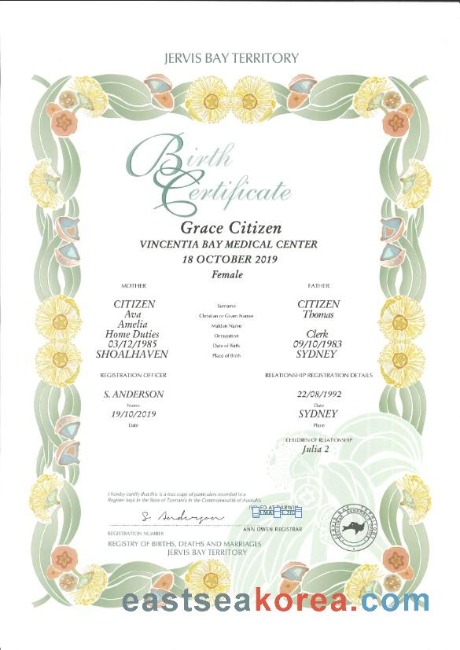 JERVIS BAY TERRITORY
Birth
Certificate
Grace Citizen
VINCENTIA BAY MEDICAL CENTER
18 OCTOBER 2019
Female
MOTHER FATHER
CITIZEN Surname CITIZEN
Ava Christian or Given Names Thomas
Amelia Maiden Name
Home Duties Occupation Clerk
03/12/1985 Date of Birth 09/10/1983
SHOALHAVEN Place of Birth SYDNEY
REGISTRATION OFFICER RELATIONSHIP REGISTRATION DETAILS
S. ANDERSON 22/08/1992
Name Date
19/10/2019 SYDNEY
Date Place
CHILDREN OF RELATIONSHIP
Julia 2
I hereby certify that this is a true copy of particulars recorded in a
Register kept in the State of Tasmania in the Commonwealth of Australia
S. Anderson
ANN OWEN REGISTRAR
REGISTRATION NUMBER
REGISTRY OF BIRTHS, DEATHS AND MARRIAGES
JERVIS BAY TERRITORY
eastseakorea.com